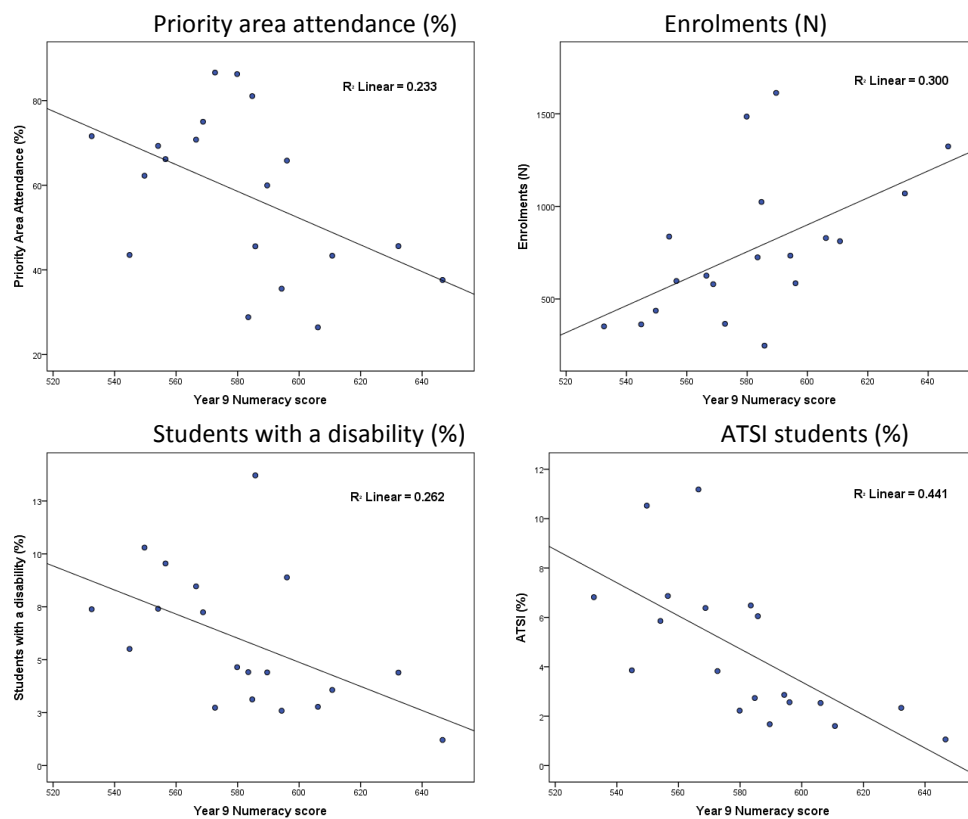 Priority area attendance (%)
R² Linear = 0.233
80
60
40
20
Priority Area Attendance (%)
520 540 560 580 600 620 640
Year 9 Numeracy score
Enrolments (N)
R² Linear = 0.300
1500
1000
500
Enrolments (N)
520 540 560 580 600 620 640
Year 9 Numeracy score
Students with a disability (%)
R² Linear = 0.262
13
10
8
5
3
0
Students with a disability (%)
520 540 560 580 600 620 640
Year 9 Numeracy score
ATSI students (%)
R² Linear = 0.441
12
10
8
6
4
2
0
ATSI (%)
520 540 560 580 600 620 640
Year 9 Numeracy score